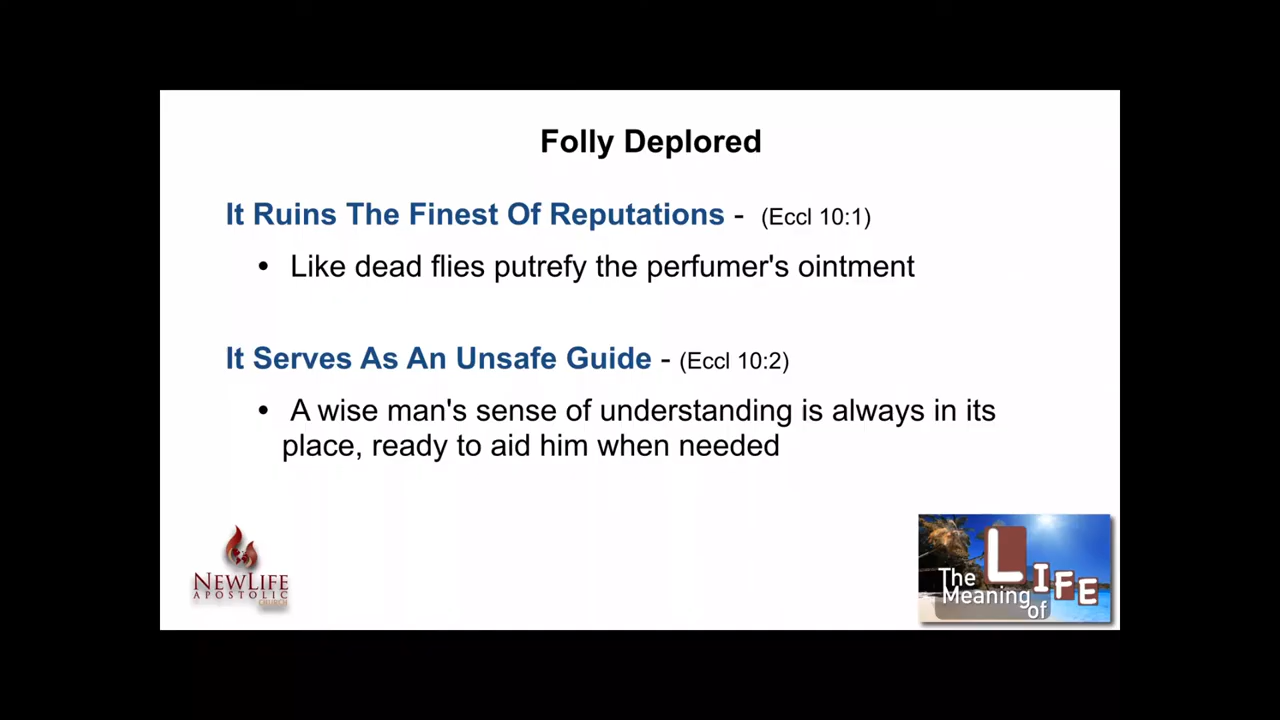 Folly Deplored
It Ruins The Finest Of Reputations - (Eccl 10:1)
• Like dead flies putrefy the perfumer's ointment
It Serves As An Unsafe Guide - (Eccl 10:2)
• A wise man's sense of understanding is always in its
place, ready to aid him when needed
NEWLIFE
APOSTOLIC
CHURCH
The
Meaning
of
LIFE